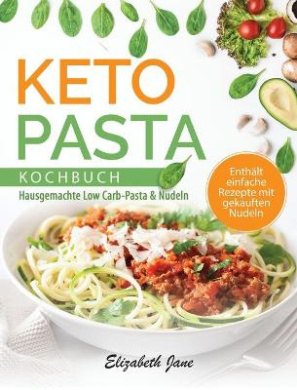 KETO
PASTA
KOCHBUCH
Hausgemachte Low Carb-Pasta & Nudeln
Enthält
einfache
Rezepte mit
gekauften
Nudeln
Elizabeth Jane